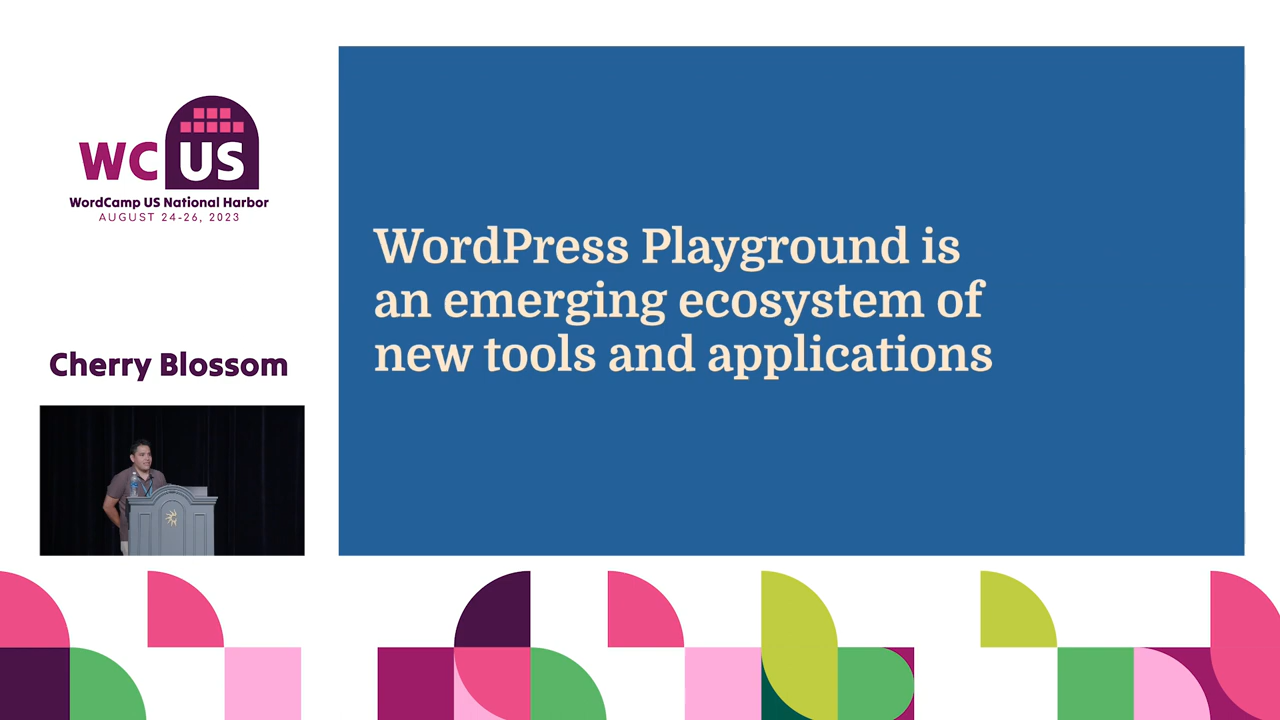 WC US
WordCamp US National Harbor
AUGUST 24-26, 2023
Cherry Blossom
WordPress Playground is
an emerging ecosystem of
new tools and applications